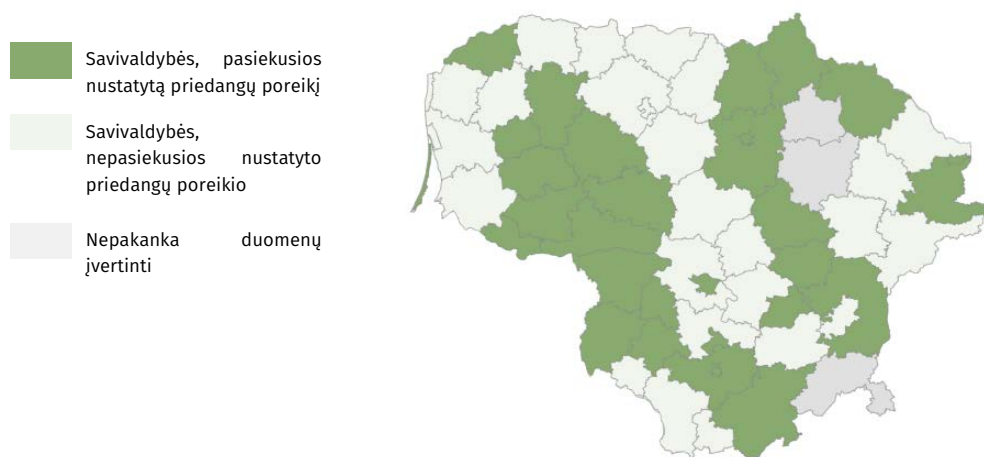 Savivaldybės, pasiekusios
nustatytą priedangų poreikį
Savivaldybės,
nepasiekusios nustatyto
priedangų poreikio
Nepakanka duomenų
įvertinti